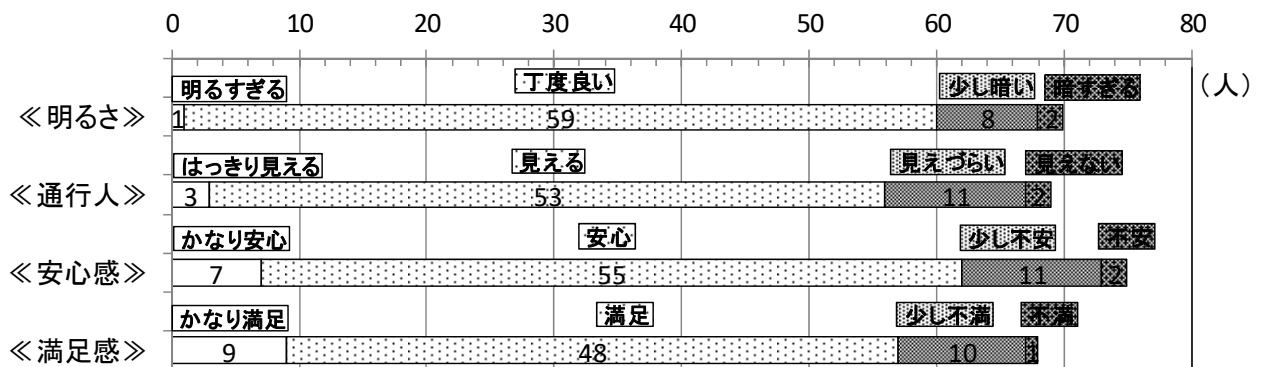 0 10 20 30 40 50 60 70 80
明るすぎる 丁度良い 少し暗い 暗すぎる (人)
≪明るさ≫ 1 59 8 2
はっきり見える 見える 見えづらい 見えない
≪通行人≫ 3 53 11 2
かなり安心 安心 少し不安 不安
≪安心感≫ 7 55 11 2
かなり満足 満足 少し不満 不満
≪満足感≫ 9 48 10 1